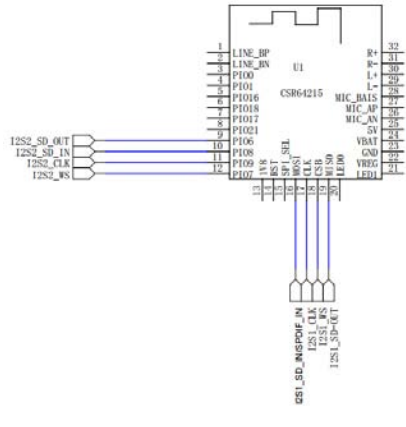 U1
CSR64215
1 LINE_BP
2 LINE_BN
3 PIO0
4 PIO1
5 PIO16
6 PIO18
7 PIO17
8 PIO21
I2S2_SD_OUT 9 PIO6
I2S2_SD_IN 10 PIO8
I2S2_CLK 11 PIO9
I2S2_WS 12 PIO7
R+ 32
R- 31
L+ 30
L- 29
MIC_BAIS 28
MIC_AP 27
MIC_AN 26
5V 25
VBAT 24
GND 23
VREG 22
LED1 21
13 1V8
14 RST
15 SPI_SEL
16 MOSI
17 CLK
18 CSB
19 MISO
20 LED0
I2S1_SD_IN/SPDIF_IN
I2S1_CLK
I2S1_WS
I2S1_SD-OUT